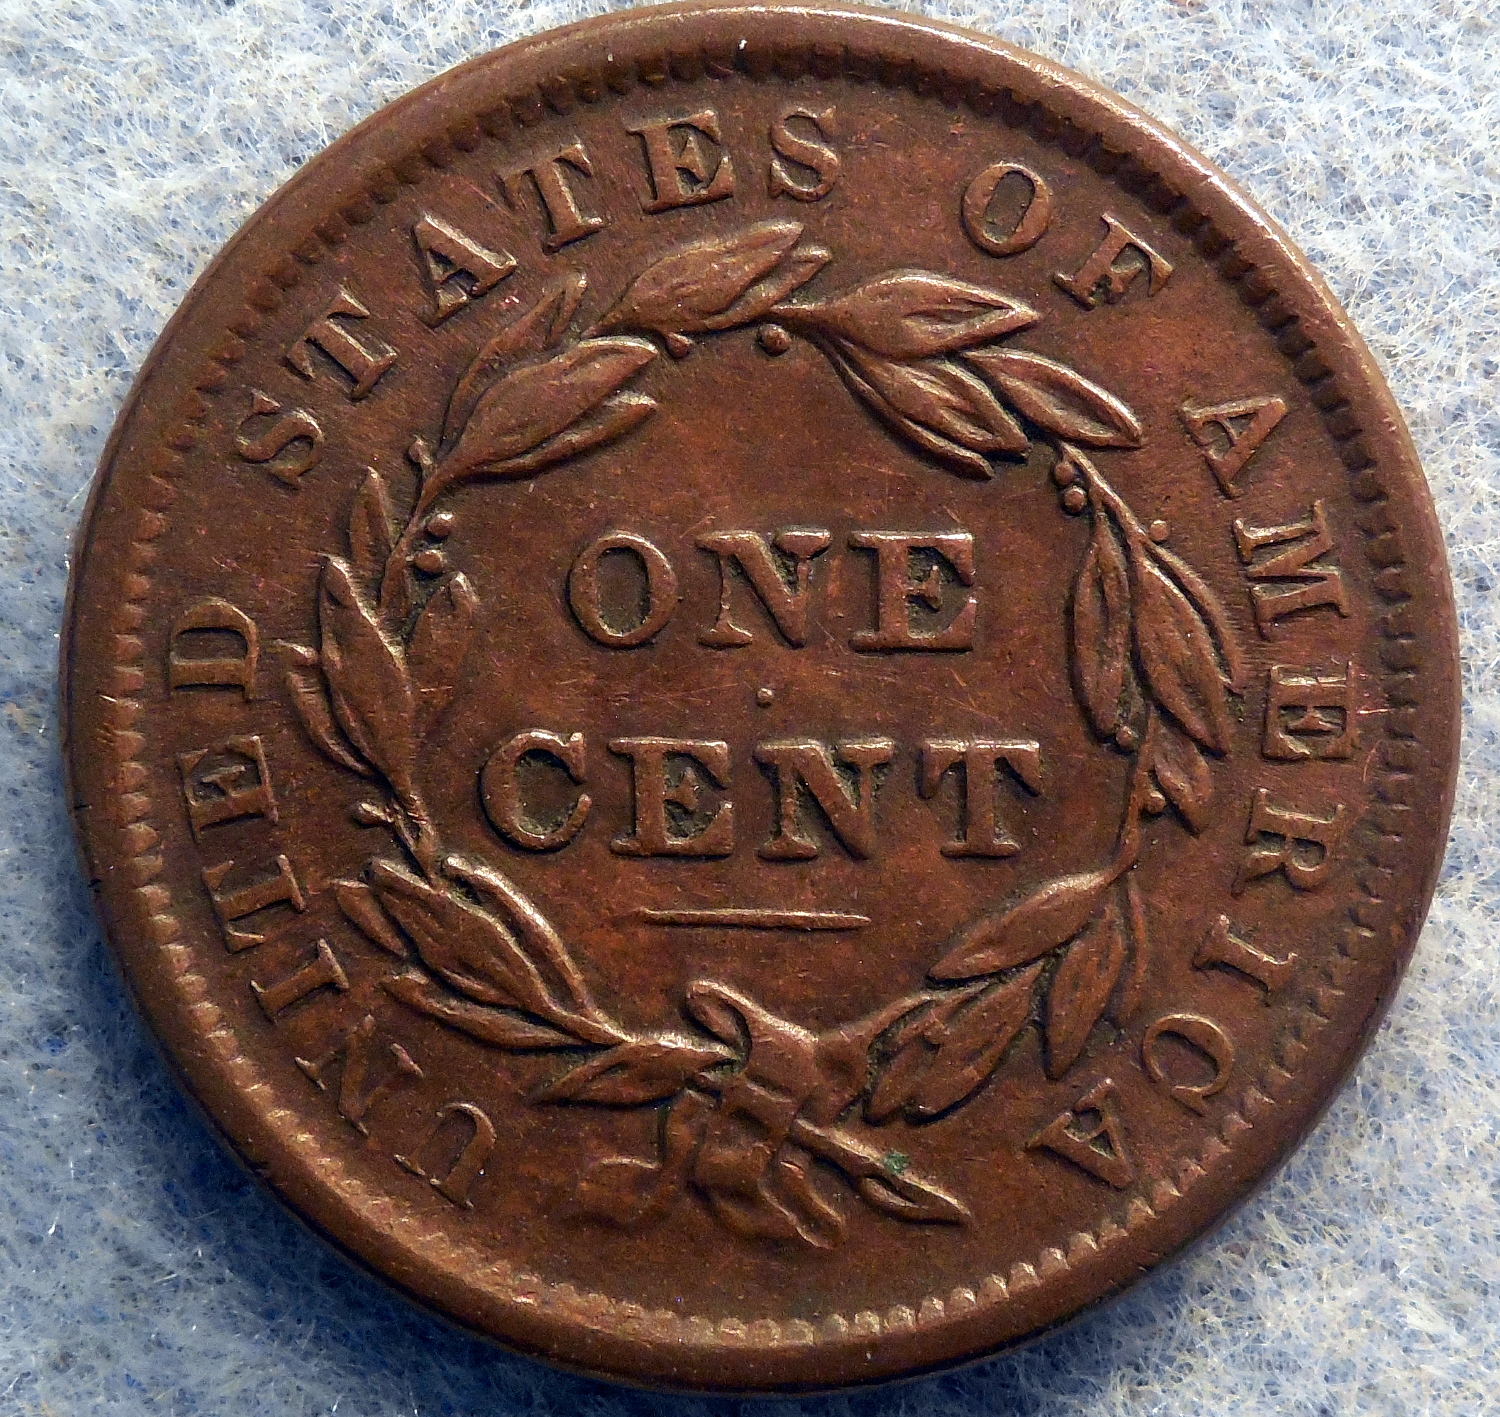 UNITED STATES OF AMERICA
ONE
CENT